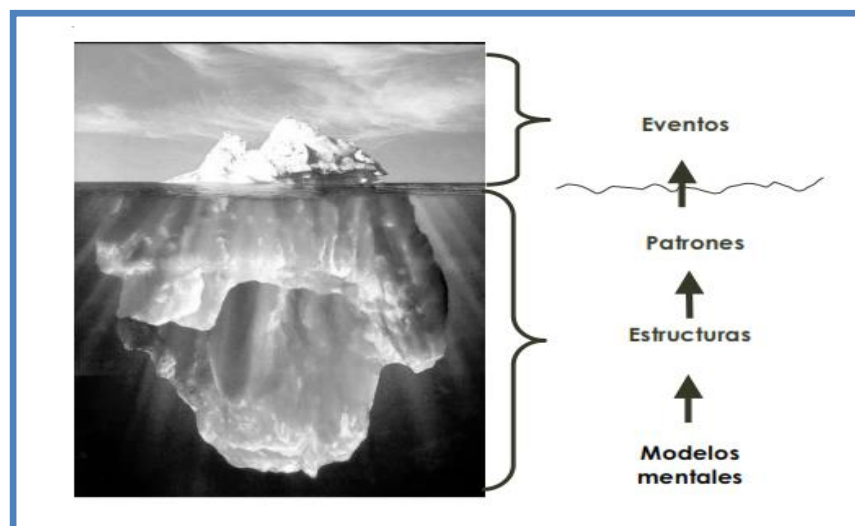 Eventos
Patrones
Estructuras
Modelos
mentales